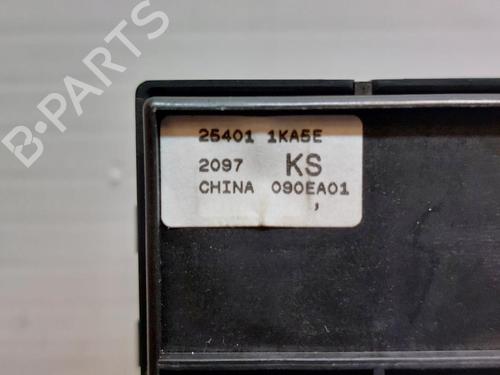 B-PARTS
25401 1KA5E
2097 KS
CHINA 090EA01
,